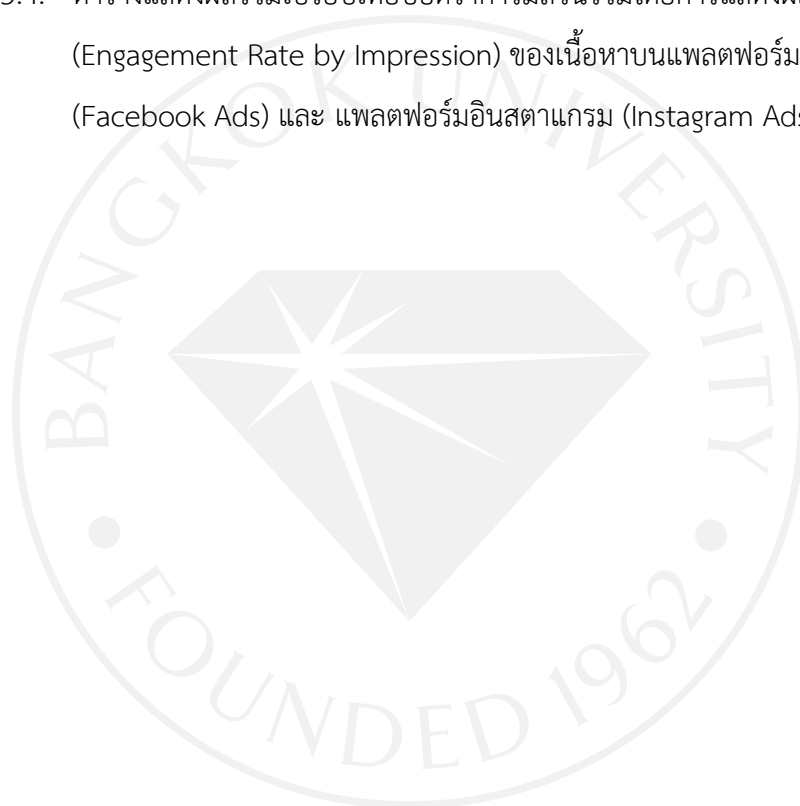 (Engagement Rate by Impression) ของเนื้อหาบนแพลตฟอร์ม
(Facebook Ads) และ แพลตฟอร์มอินสตาแกรม (Instagram Ads
BANGKOK UNIVERSITY
FOUNDED 1962